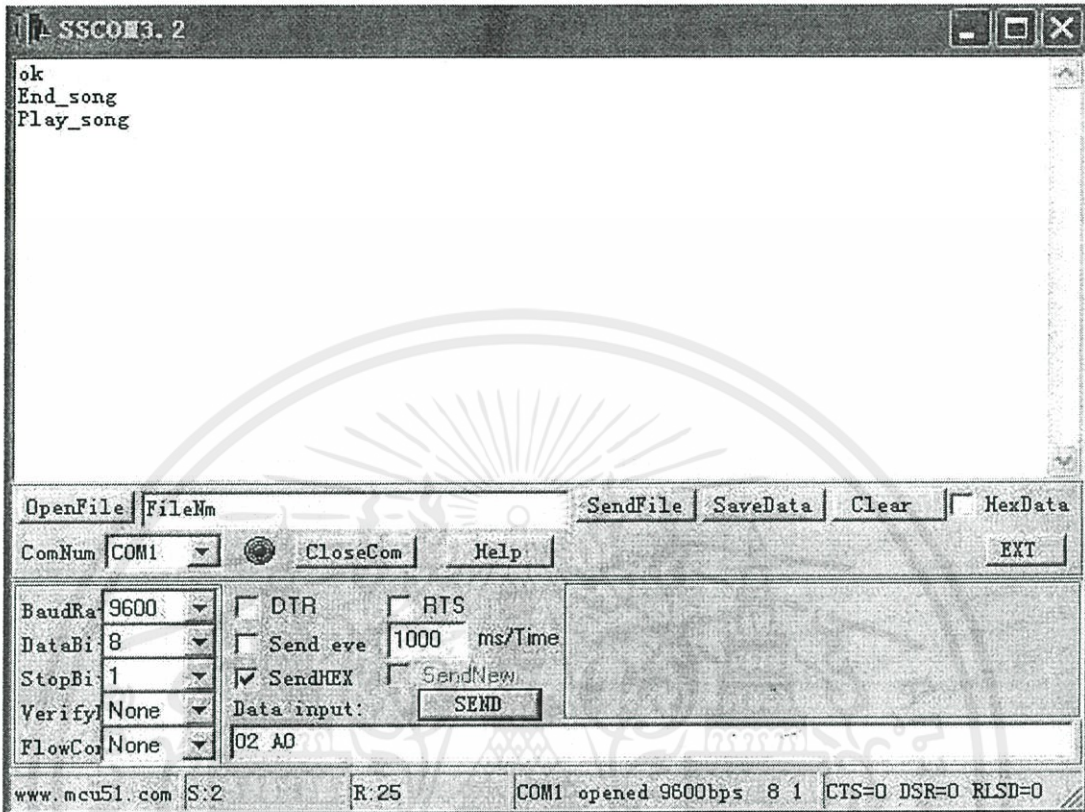 SSCOM3.2
ok
End_song
Play_song
OpenFile FileNm SendFile SaveData Clear HexData
ComNum COM1 CloseCom Help EXT
BaudRa 9600 DTR RTS
DataBi 8 Send eve 1000 ms/Time
StopBi 1 SendHEX SendNew
Verify None Data input: SEND
FlowCo None 02 A0
www.mcu51.com S:2 R:25 COM1 opened 9600bps 8 1 CTS=0 DSR=0 RLSD=0